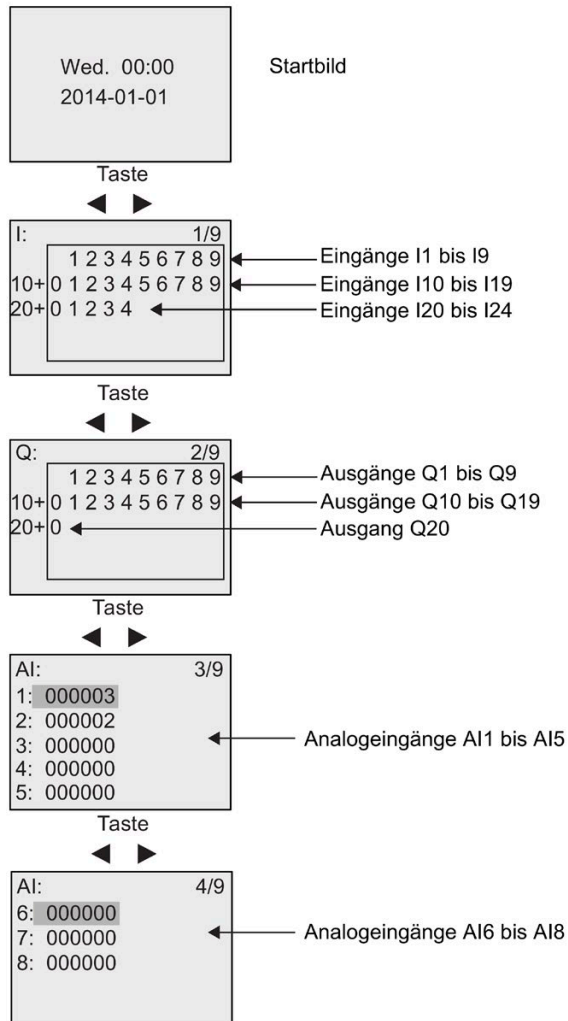 Wed. 00:00
2014-01-01
Startbild
Taste
I: 1/9
1 2 3 4 5 6 7 8 9
Eingänge I1 bis I9
10+ 0 1 2 3 4 5 6 7 8 9
Eingänge I10 bis I19
20+ 0 1 2 3 4
Eingänge I20 bis I24
Taste
Q: 2/9
1 2 3 4 5 6 7 8 9
Ausgänge Q1 bis Q9
10+ 0 1 2 3 4 5 6 7 8 9
Ausgänge Q10 bis Q19
20+ 0
Ausgang Q20
Taste
AI: 3/9
1: 000003
2: 000002
3: 000000
4: 000000
5: 000000
Analogeingänge AI1 bis AI5
Taste
AI: 4/9
6: 000000
7: 000000
8: 000000
Analogeingänge AI6 bis AI8